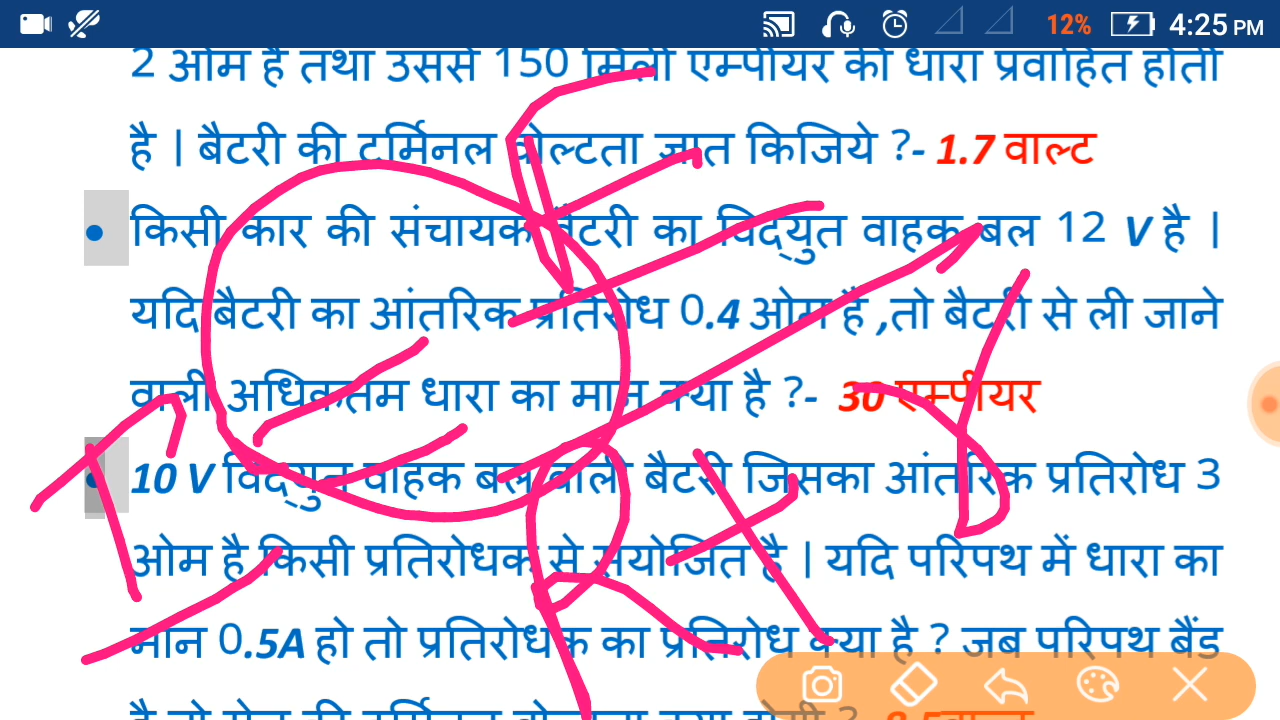 12% 4:25 PM
2 ओम है तथा उससे 150 मिली एम्पीयर की धारा प्रवाहित होती
है | बैटरी की टर्मिनल वोल्टता ज्ञात किजिये ?- 1.7 वाल्ट
किसी कार की संचायक बैटरी का विद्युत वाहक बल 12 V है |
यदि बैटरी का आंतरिक प्रतिरोध 0.4 ओम है ,तो बैटरी से ली जाने
वाली अधिकतम धारा का मान क्या है ?- 30 एम्पीयर
10 V विद्युत वाहक बल वाली बैटरी जिसका आंतरिक प्रतिरोध 3
ओम है किसी प्रतिरोधक से सयोजित है | यदि परिपथ में धारा का
मान 0.5A हो तो प्रतिरोधक का प्रतिरोध क्या है ? जब परिपथ बैंड